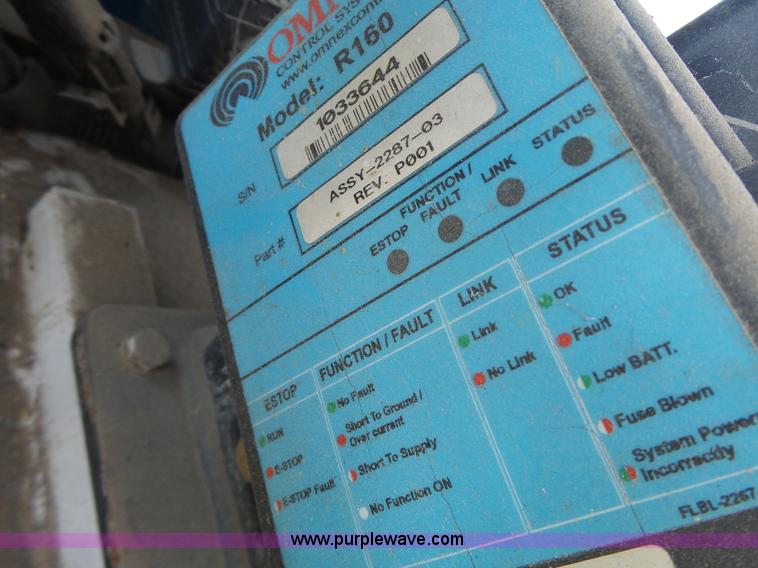 OMN
CONTROL SYS
www.omnexcont
Model: R160
S/N
1033644
Part #
ASSY-2287-03
REV. P001
ESTOP
FUNCTION /
FAULT
LINK
STATUS
ESTOP
RUN
E-STOP
E-STOP Fault
FUNCTION / FAULT
No Fault
Short To Ground /
Over current
Short To Supply
No Function ON
LINK
Link
No Link
STATUS
OK
Fault
Low BATT.
Fuse Blown
System Power
Incorrectly
FLBL-2267
www.purplewave.com